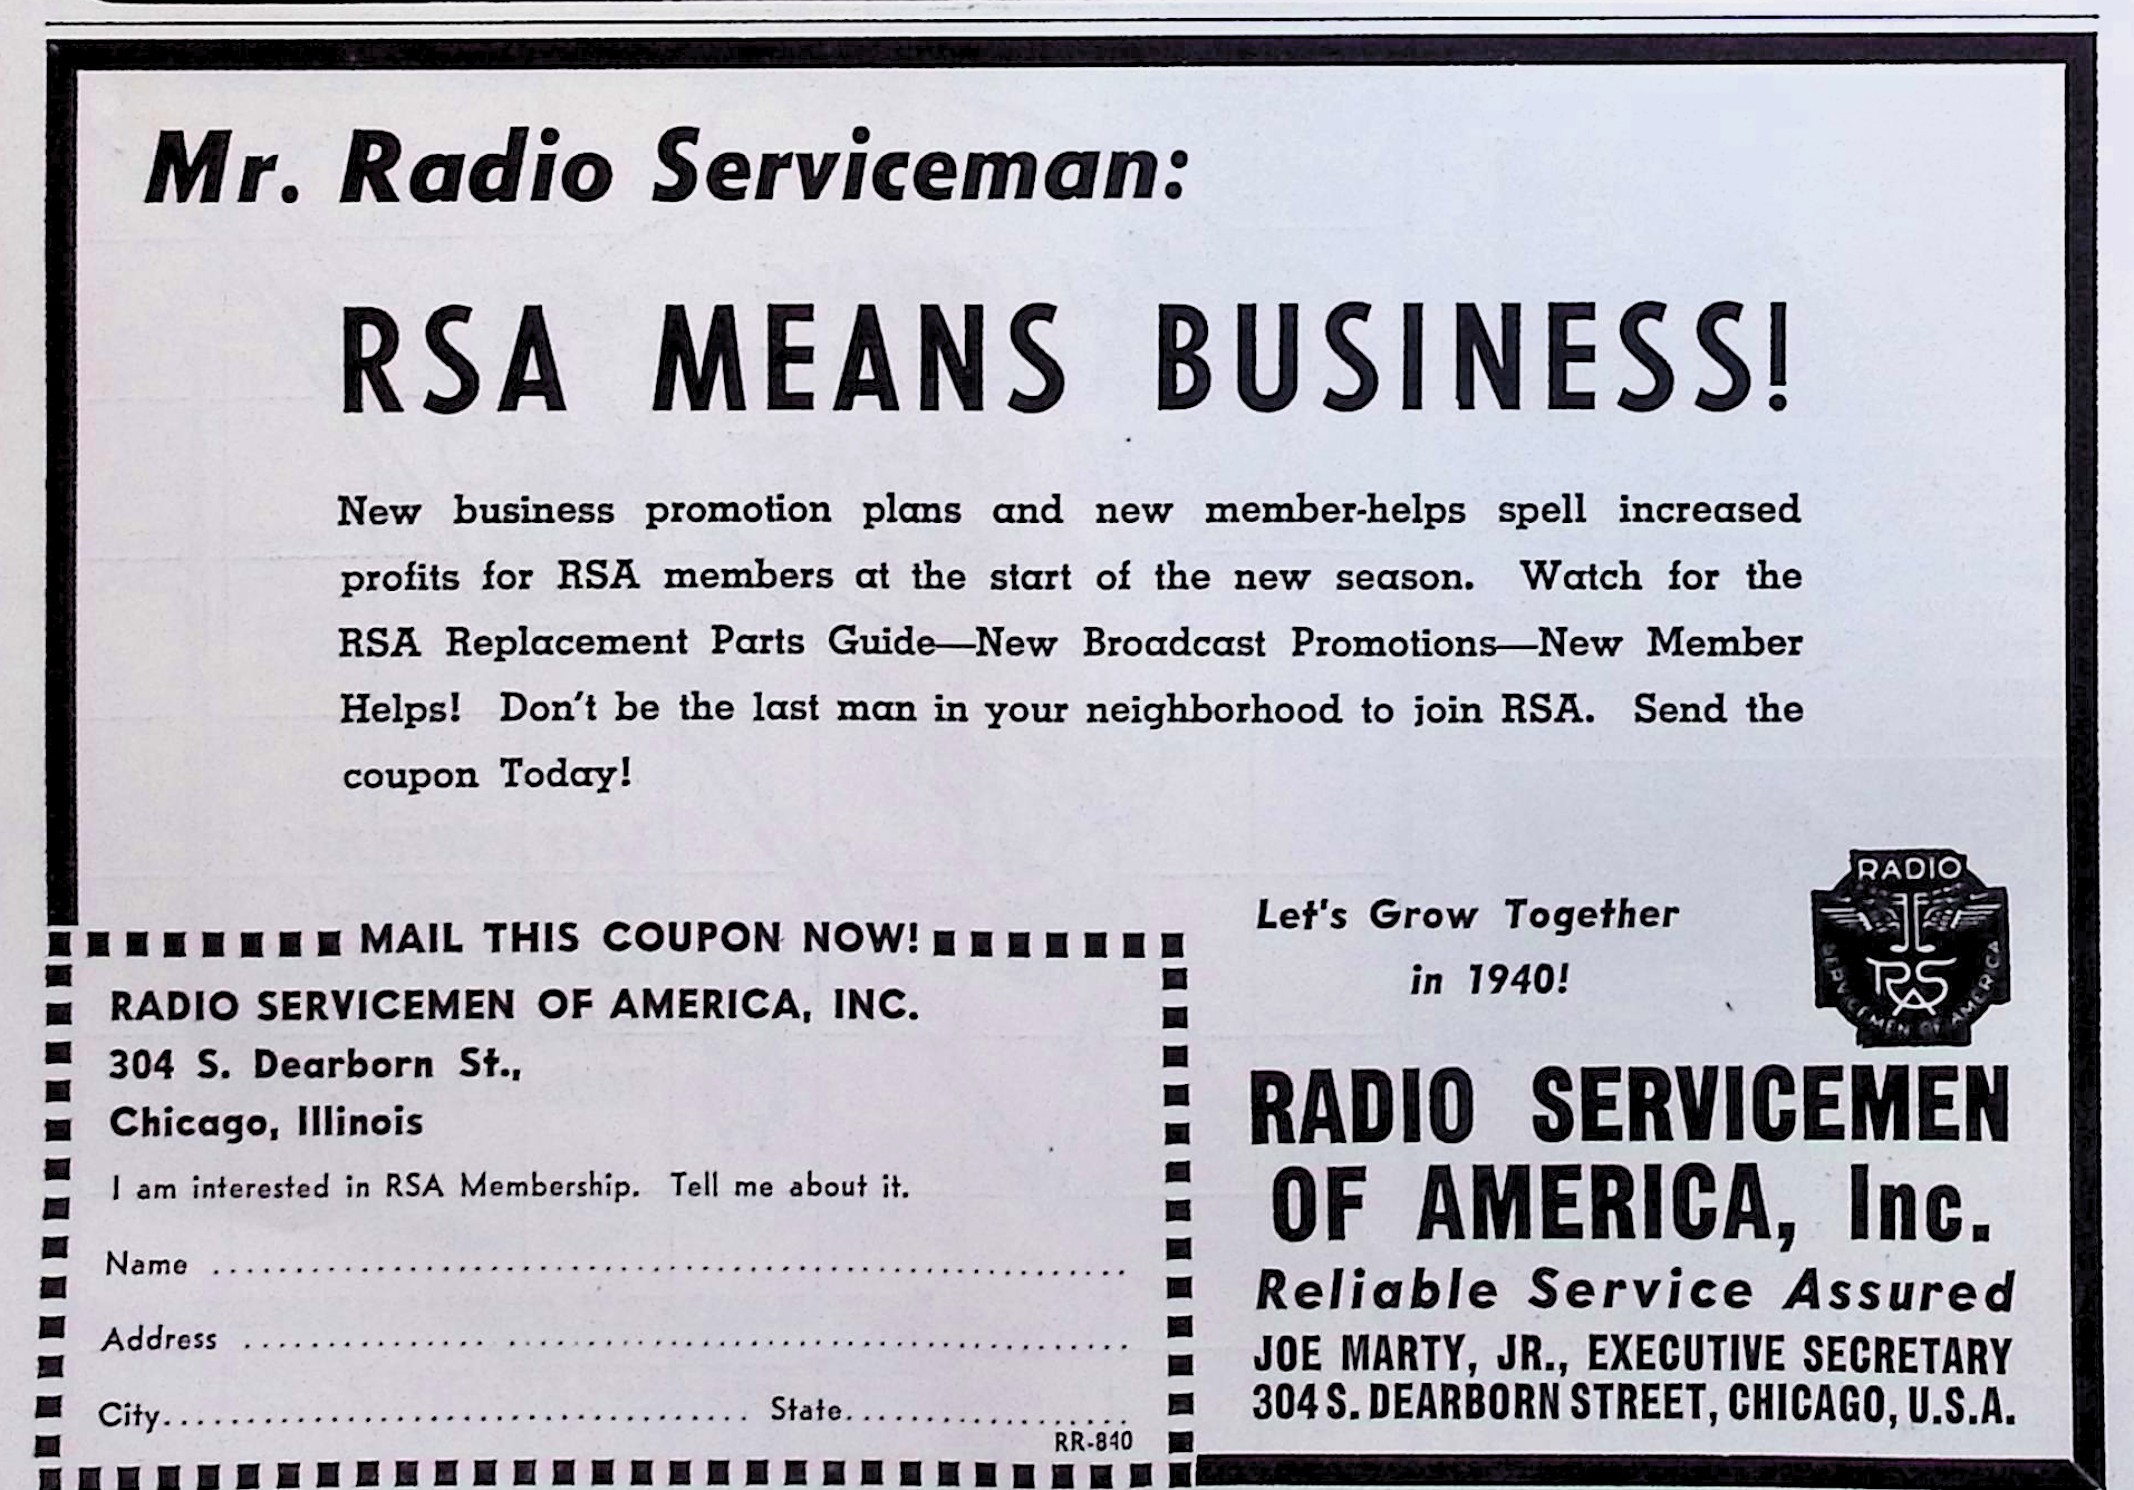 Mr. Radio Serviceman:
RSA MEANS BUSINESS!
New business promotion plans and new member-helps spell increased
profits for RSA members at the start of the new season. Watch for the
RSA Replacement Parts Guide—New Broadcast Promotions—New Member
Helps! Don't be the last man in your neighborhood to join RSA. Send the
coupon Today!
MAIL THIS COUPON NOW!
RADIO SERVICEMEN OF AMERICA, INC.
304 S. Dearborn St.,
Chicago, Illinois
I am interested in RSA Membership. Tell me about it.
Name
Address
City State
RR-840
Let's Grow Together
in 1940!
RADIO
RSA
SERVICEMEN OF AMERICA
RADIO SERVICEMEN
OF AMERICA, Inc.
Reliable Service Assured
JOE MARTY, JR., EXECUTIVE SECRETARY
304 S. DEARBORN STREET, CHICAGO, U.S.A.